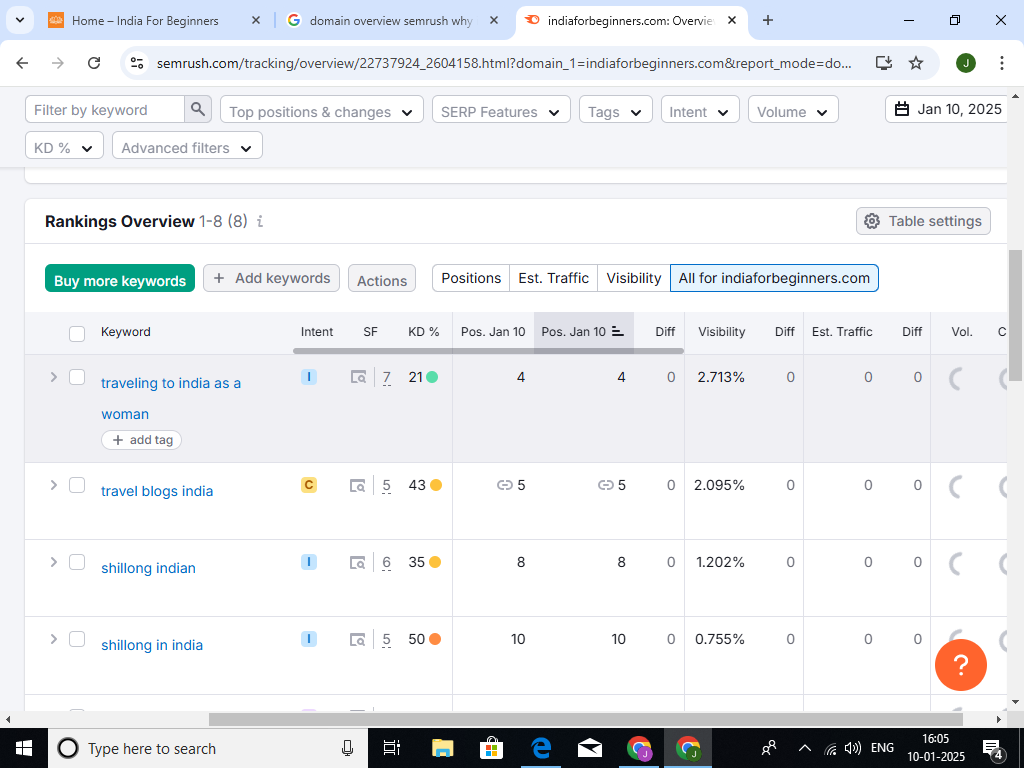 Home – India For Beginners
domain overview semrush why
indiaforbeginners.com: Overvie
semrush.com/tracking/overview/22737924_2604158.html?domain_1=indiaforbeginners.com&report_mode=do...
J
Filter by keyword
Top positions & changes
SERP Features
Tags
Intent
Volume
Jan 10, 2025
KD %
Advanced filters
Rankings Overview 1-8 (8) i
Table settings
Buy more keywords
+ Add keywords
Actions
Positions
Est. Traffic
Visibility
All for indiaforbeginners.com
Keyword Intent SF KD % Pos. Jan 10 Pos. Jan 10 Diff Visibility Diff Est. Traffic Diff Vol. C
traveling to india as a I 7 21 4 4 0 2.713% 0 0 0
woman
+ add tag
travel blogs india C 5 43 5 5 0 2.095% 0 0 0
shillong indian I 6 35 8 8 0 1.202% 0 0 0
shillong in india I 5 50 10 10 0 0.755% 0 0 0
?
Type here to search
J
J
ENG
16:05
10-01-2025
4